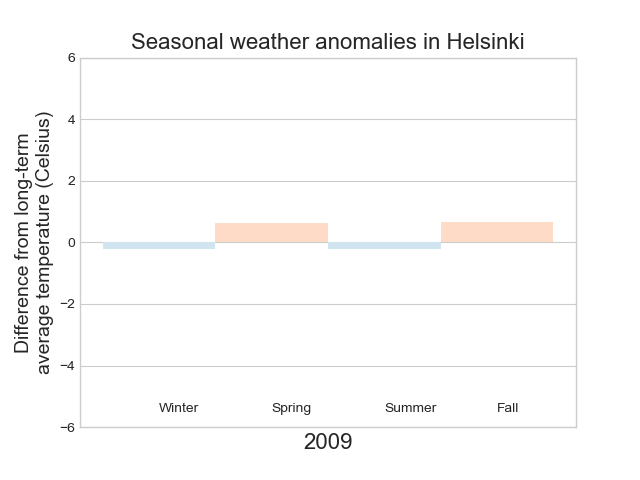 Seasonal weather anomalies in Helsinki
Difference from long-term
average temperature (Celsius)
6
4
2
0
−2
−4
−6
Winter Spring Summer Fall
2009